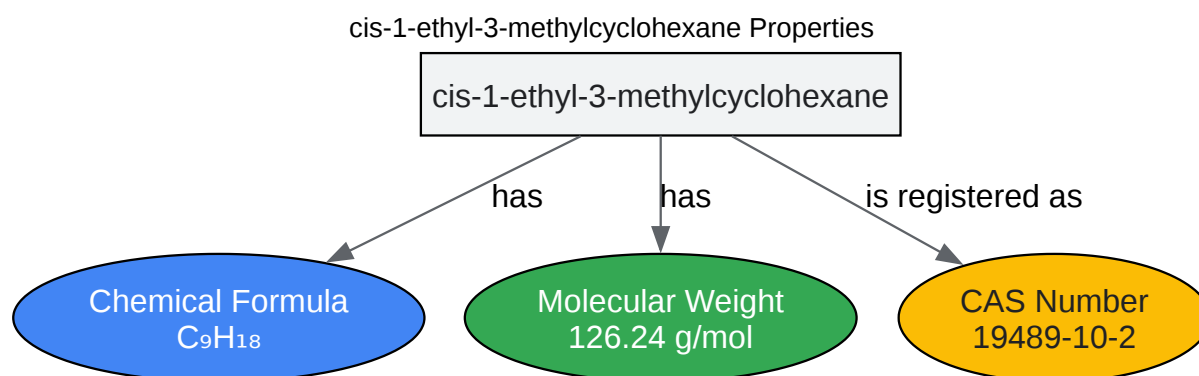 cis-1-ethyl-3-methylcyclohexane Properties
cis-1-ethyl-3-methylcyclohexane
has
has
is registered as
Chemical Formula
C₉H₁₈
Molecular Weight
126.24 g/mol
CAS Number
19489-10-2